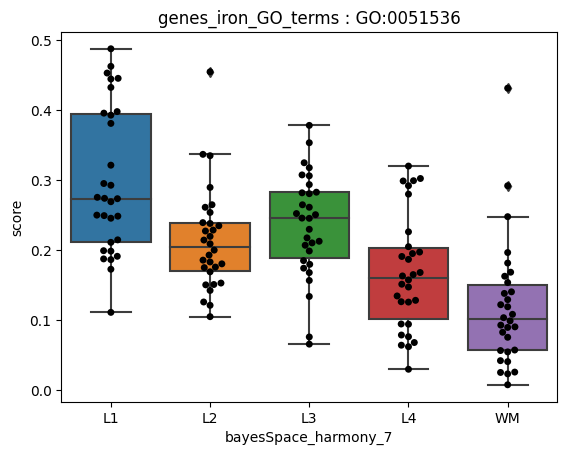 genes_iron_GO_terms : GO:0051536
0.5
0.4
0.3
0.2
0.1
0.0
score
L1 L2 L3 L4 WM
bayesSpace_harmony_7